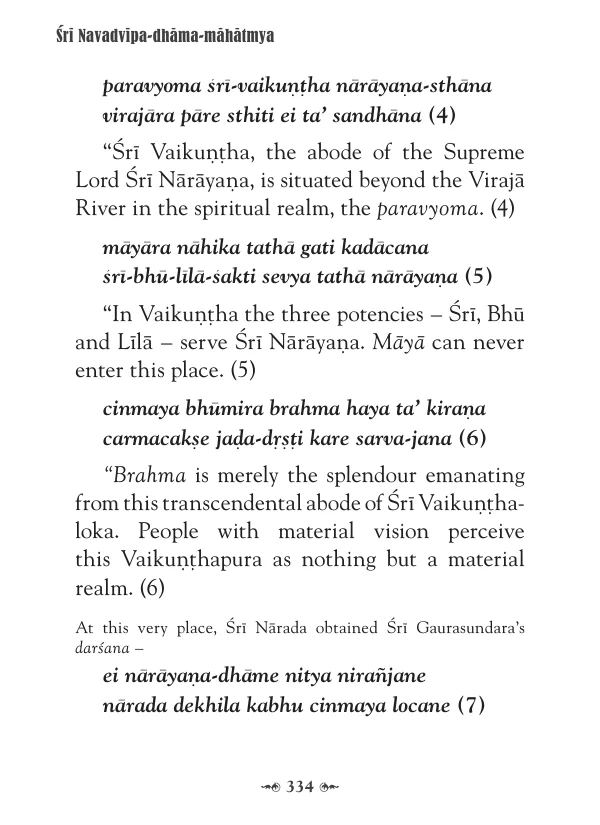 Śrī Navadvīpa-dhāma-māhātmya
paravyoma śrī-vaikuṇṭha nārāyaṇa-sthāna
virajāra pāre sthiti ei ta’ sandhāna (4)
“Śrī Vaikuṇṭha, the abode of the Supreme
Lord Śrī Nārāyaṇa, is situated beyond the Virajā
River in the spiritual realm, the paravyoma. (4)
māyāra nāhika tathā gati kadācana
śrī-bhū-līlā-śakti sevya tathā nārāyaṇa (5)
“In Vaikuṇṭha the three potencies – Śrī, Bhū
and Līlā – serve Śrī Nārāyaṇa. Māyā can never
enter this place. (5)
cinmaya bhūmira brahma haya ta’ kiraṇa
carmacakṣe jaḍa-dṛṣṭi kare sarva-jana (6)
“Brahma is merely the splendour emanating
from this transcendental abode of Śrī Vaikuṇṭha-
loka. People with material vision perceive
this Vaikuṇṭhapura as nothing but a material
realm. (6)
At this very place, Śrī Nārada obtained Śrī Gaurasundara’s
darśana –
ei nārāyaṇa-dhāme nitya nirañjane
nārada dekhila kabhu cinmaya locane (7)
334